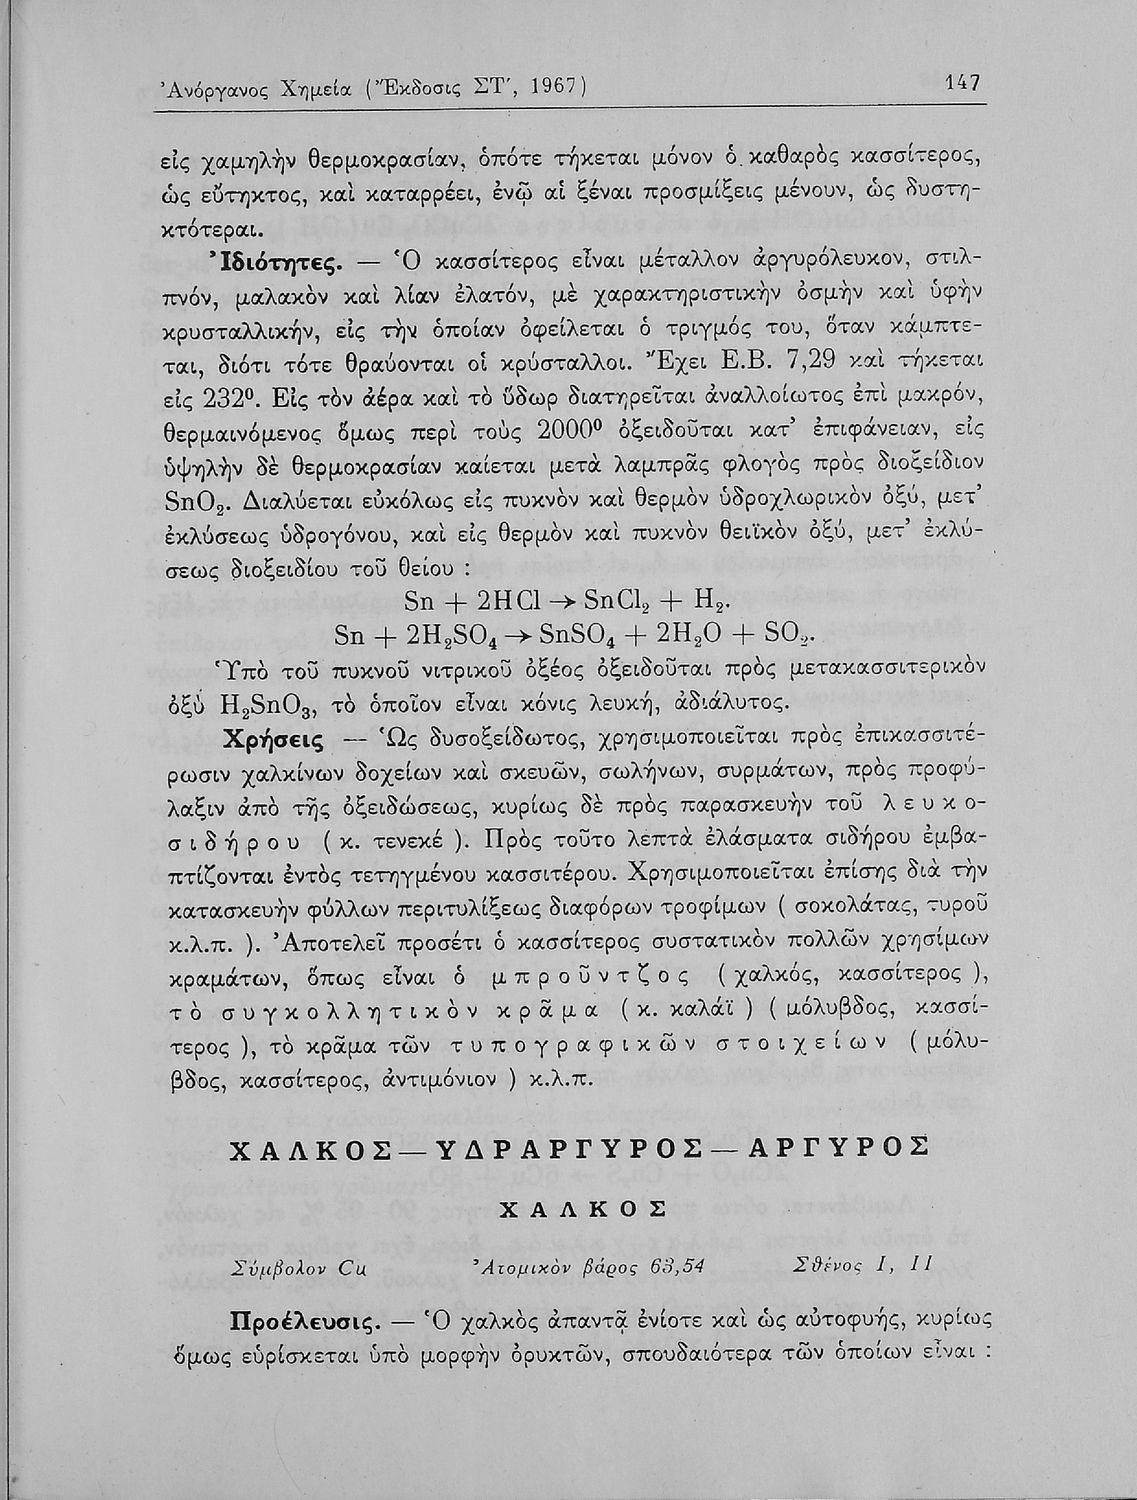 Ἀνόργανος Χημεία (Ἔκδοσις ΣΤ′, 1967) 147
εἰς χαμηλὴν θερμοκρασίαν, ὁπότε τήκεται μόνον ὁ καθαρὸς κασσίτερος,
ὡς εὔτηκτος, καὶ καταρρέει, ἐνῷ αἱ ξέναι προσμίξεις μένουν, ὡς δυστη-
κτότεραι.
Ἰδιότητες. — Ὁ κασσίτερος εἶναι μέταλλον ἀργυρόλευκον, στιλ-
πνόν, μαλακὸν καὶ λίαν ἐλατόν, μὲ χαρακτηριστικὴν ὀσμὴν καὶ ὑφὴν
κρυσταλλικήν, εἰς τὴν ὁποίαν ὀφείλεται ὁ τριγμός του, ὅταν κάμπτε-
ται, διότι τότε θραύονται οἱ κρύσταλλοι. Ἔχει Ε.Β. 7,29 καὶ τήκεται
εἰς 232⁰. Εἰς τὸν ἀέρα καὶ τὸ ὕδωρ διατηρεῖται ἀναλλοίωτος ἐπὶ μακρόν,
θερμαινόμενος ὅμως περὶ τοὺς 2000⁰ ὀξειδοῦται κατ’ ἐπιφάνειαν, εἰς
ὑψηλὴν δὲ θερμοκρασίαν καίεται μετὰ λαμπρᾶς φλογὸς πρὸς διοξείδιον
SnO₂. Διαλύεται εὐκόλως εἰς πυκνὸν καὶ θερμὸν ὑδροχλωρικὸν ὀξύ, μετ’
ἐκλύσεως ὑδρογόνου, καὶ εἰς θερμὸν καὶ πυκνὸν θειϊκὸν ὀξύ, μετ’ ἐκλύ-
σεως διοξειδίου τοῦ θείου :
Sn + 2HCl → SnCl₂ + H₂.
Sn + 2H₂SO₄ → SnSO₄ + 2H₂O + SO₂.
Ὑπὸ τοῦ πυκνοῦ νιτρικοῦ ὀξέος ὀξειδοῦται πρὸς μετακασσιτερικὸν
ὀξὺ H₂SnO₃, τὸ ὁποῖον εἶναι κόνις λευκή, ἀδιάλυτος.
Χρήσεις — Ὡς δυσοξείδωτος, χρησιμοποιεῖται πρὸς ἐπικασσιτέ-
ρωσιν χαλκίνων δοχείων καὶ σκευῶν, σωλήνων, συρμάτων, πρὸς προφύ-
λαξιν ἀπὸ τῆς ὀξειδώσεως, κυρίως δὲ πρὸς παρασκευὴν τοῦ λευκο-
σιδήρου ( κ. τενεκέ ). Πρὸς τοῦτο λεπτὰ ἐλάσματα σιδήρου ἐμβα-
πτίζονται ἐντὸς τετηγμένου κασσιτέρου. Χρησιμοποιεῖται ἐπίσης διὰ τὴν
κατασκευὴν φύλλων περιτυλίξεως διαφόρων τροφίμων ( σοκολάτας, τυροῦ
κ.λ.π. ). Ἀποτελεῖ προσέτι ὁ κασσίτερος συστατικὸν πολλῶν χρησίμων
κραμάτων, ὅπως εἶναι ὁ μπροῦντζος ( χαλκός, κασσίτερος ),
τὸ συγκολλητικὸν κρᾶμα ( κ. καλάϊ ) ( μόλυβδος, κασσί-
τερος ), τὸ κρᾶμα τῶν τυπογραφικῶν στοιχείων ( μόλυ-
βδος, κασσίτερος, ἀντιμόνιον ) κ.λ.π.
ΧΑΛΚΟΣ — ΥΔΡΑΡΓΥΡΟΣ — ΑΡΓΥΡΟΣ
ΧΑΛΚΟΣ
Σύμβολον Cu Ἀτομικὸν βάρος 63,54 Σθένος I, II
Προέλευσις. — Ὁ χαλκὸς ἀπαντᾷ ἐνίοτε καὶ ὡς αὐτοφυής, κυρίως
ὅμως εὑρίσκεται ὑπὸ μορφὴν ὀρυκτῶν, σπουδαιότερα τῶν ὁποίων εἶναι :